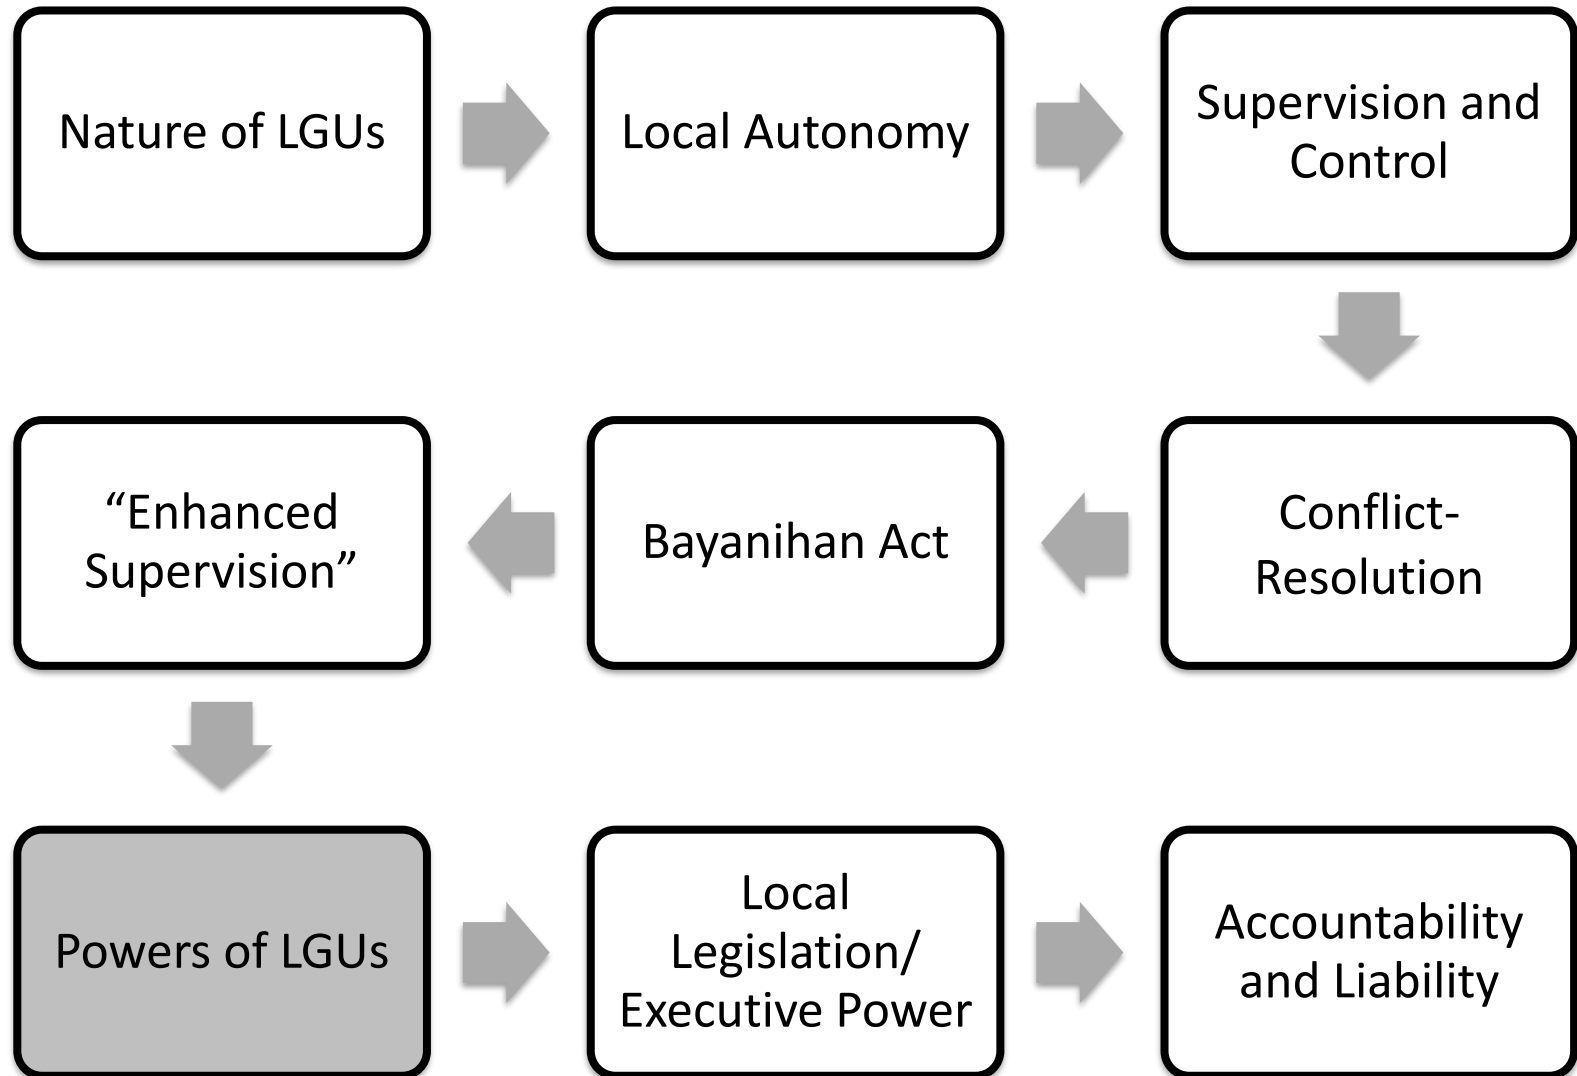 Nature of LGUs
Local Autonomy
Supervision and
Control
Conflict-
Resolution
Bayanihan Act
“Enhanced
Supervision”
Powers of LGUs
Local
Legislation/
Executive Power
Accountability
and Liability